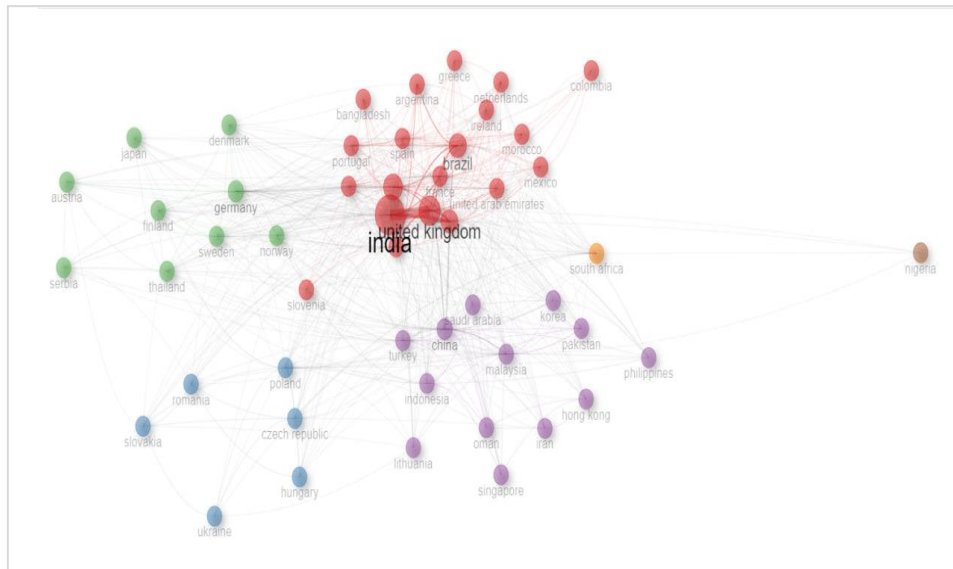 greece
colombia
argentina
netherlands
bangladesh
ireland
denmark
japan
spain
morocco
portugal
brazil
mexico
france
austria
germany
united arab emirates
finland
united kingdom
india
sweden
norway
south africa
nigeria
serbia
thailand
slovenia
saudi arabia
korea
china
pakistan
turkey
malaysia
philippines
poland
indonesia
romania
hong kong
czech republic
slovakia
oman
iran
lithuania
hungary
singapore
ukraine